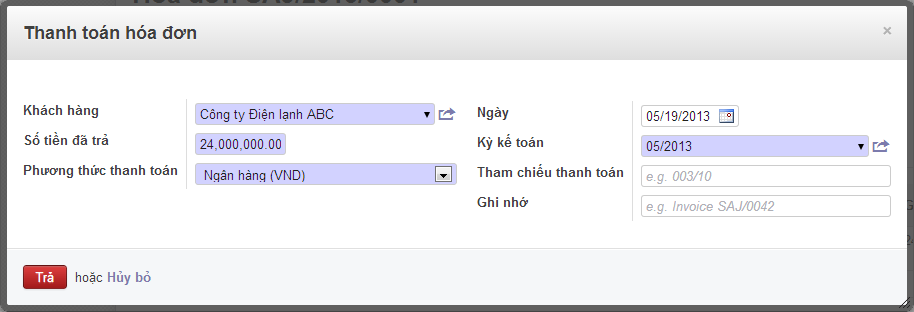 Thanh toán hóa đơn
×
Khách hàng
Công ty Điện lạnh ABC
Số tiền đã trả
24,000,000.00
Phương thức thanh toán
Ngân hàng (VND)
Ngày
05/19/2013
Kỳ kế toán
05/2013
Tham chiếu thanh toán
e.g. 003/10
Ghi nhớ
e.g. Invoice SAJ/0042
Trả hoặc Hủy bỏ